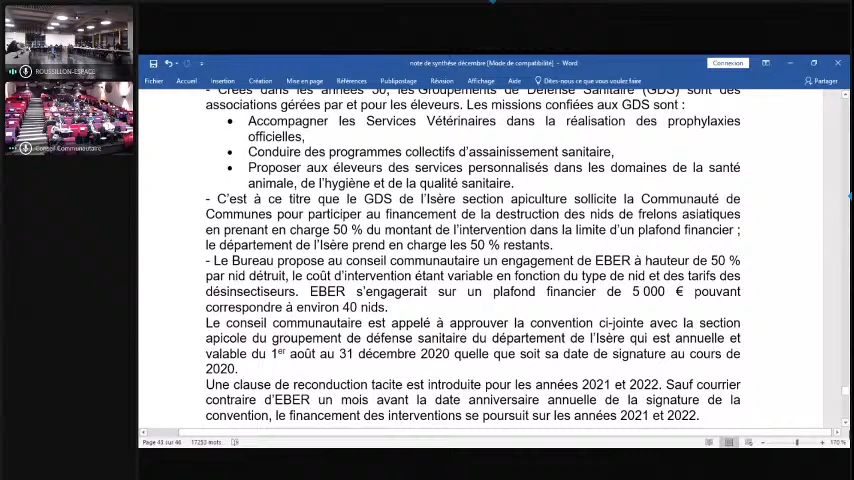 ROUSSILLON-ESPACE
Conseil Communautaire
note de synthèse décembre [Mode de compatibilité] - Word
Connexion
Fichier Accueil Insertion Création Mise en page Références Publipostage Révision Affichage Aide Dites-nous ce que vous voulez faire Partager
- Créés dans les années 50, les Groupements de Défense Sanitaire (GDS) sont des
associations gérées par et pour les éleveurs. Les missions confiées aux GDS sont :
• Accompagner les Services Vétérinaires dans la réalisation des prophylaxies
officielles,
• Conduire des programmes collectifs d'assainissement sanitaire,
• Proposer aux éleveurs des services personnalisés dans les domaines de la santé
animale, de l'hygiène et de la qualité sanitaire.
- C'est à ce titre que le GDS de l'Isère section apiculture sollicite la Communauté de
Communes pour participer au financement de la destruction des nids de frelons asiatiques
en prenant en charge 50 % du montant de l'intervention dans la limite d'un plafond financier ;
le département de l'Isère prend en charge les 50 % restants.
- Le Bureau propose au conseil communautaire un engagement de EBER à hauteur de 50 %
par nid détruit, le coût d'intervention étant variable en fonction du type de nid et des tarifs des
désinsectiseurs. EBER s'engagerait sur un plafond financier de 5 000 € pouvant
correspondre à environ 40 nids.
Le conseil communautaire est appelé à approuver la convention ci-jointe avec la section
apicole du groupement de défense sanitaire du département de l'Isère qui est annuelle et
valable du 1er août au 31 décembre 2020 quelle que soit sa date de signature au cours de
2020.
Une clause de reconduction tacite est introduite pour les années 2021 et 2022. Sauf courrier
contraire d'EBER un mois avant la date anniversaire annuelle de la signature de la
convention, le financement des interventions se poursuit sur les années 2021 et 2022.
Page 43 sur 46 17253 mots 170 %